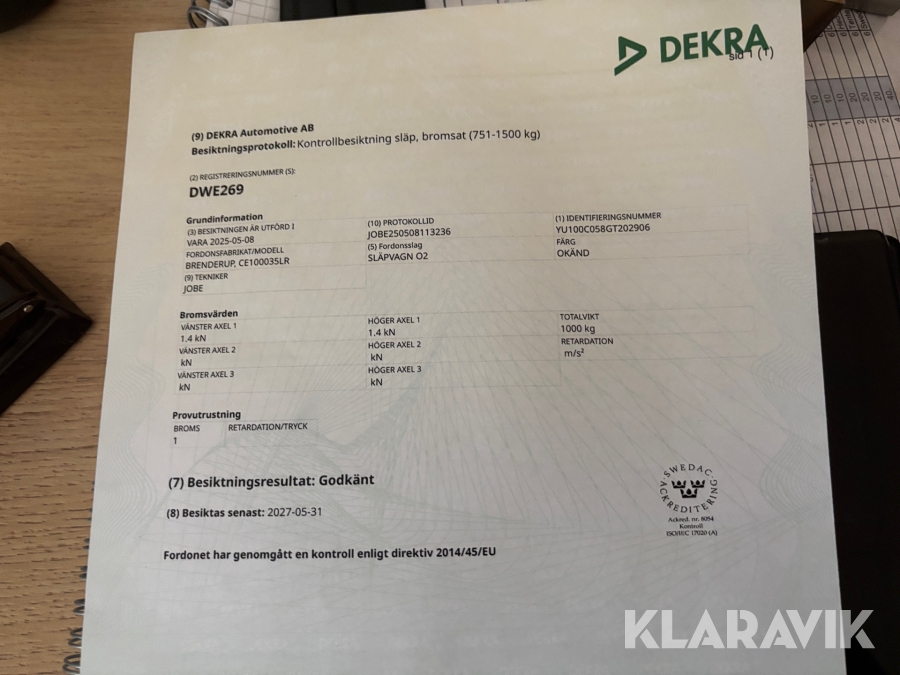 DEKRA
sid 1 (1)
(9) DEKRA Automotive AB
Besiktningsprotokoll: Kontrollbesiktning släp, bromsat (751-1500 kg)
(2) REGISTRERINGSNUMMER (S):
DWE269
Grundinformation
(3) BESIKTNINGEN ÄR UTFÖRD I
VARA 2025-05-08
FORDONSFABRIKAT/MODELL
BRENDERUP, CE100035LR
(9) TEKNIKER
JOBE
(10) PROTOKOLLID
JOBE250508113236
(5) Fordonsslag
SLÄPVAGN O2
(1) IDENTIFIERINGSNUMMER
YU100C058GT202906
FÄRG
OKÄND
Bromsvärden
VÄNSTER AXEL 1
1.4 kN
VÄNSTER AXEL 2
kN
VÄNSTER AXEL 3
kN
HÖGER AXEL 1
1.4 kN
HÖGER AXEL 2
kN
HÖGER AXEL 3
kN
TOTALVIKT
1000 kg
RETARDATION
m/s²
Provutrustning
BROMS RETARDATION/TRYCK
1
(7) Besiktningsresultat: Godkänt
(8) Besiktas senast: 2027-05-31
Fordonet har genomgått en kontroll enligt direktiv 2014/45/EU
SWEDAC
ACKREDITERING
Ackred. nr. 8054
Kontroll
ISO/IEC 17020 (A)
KLARAVIK